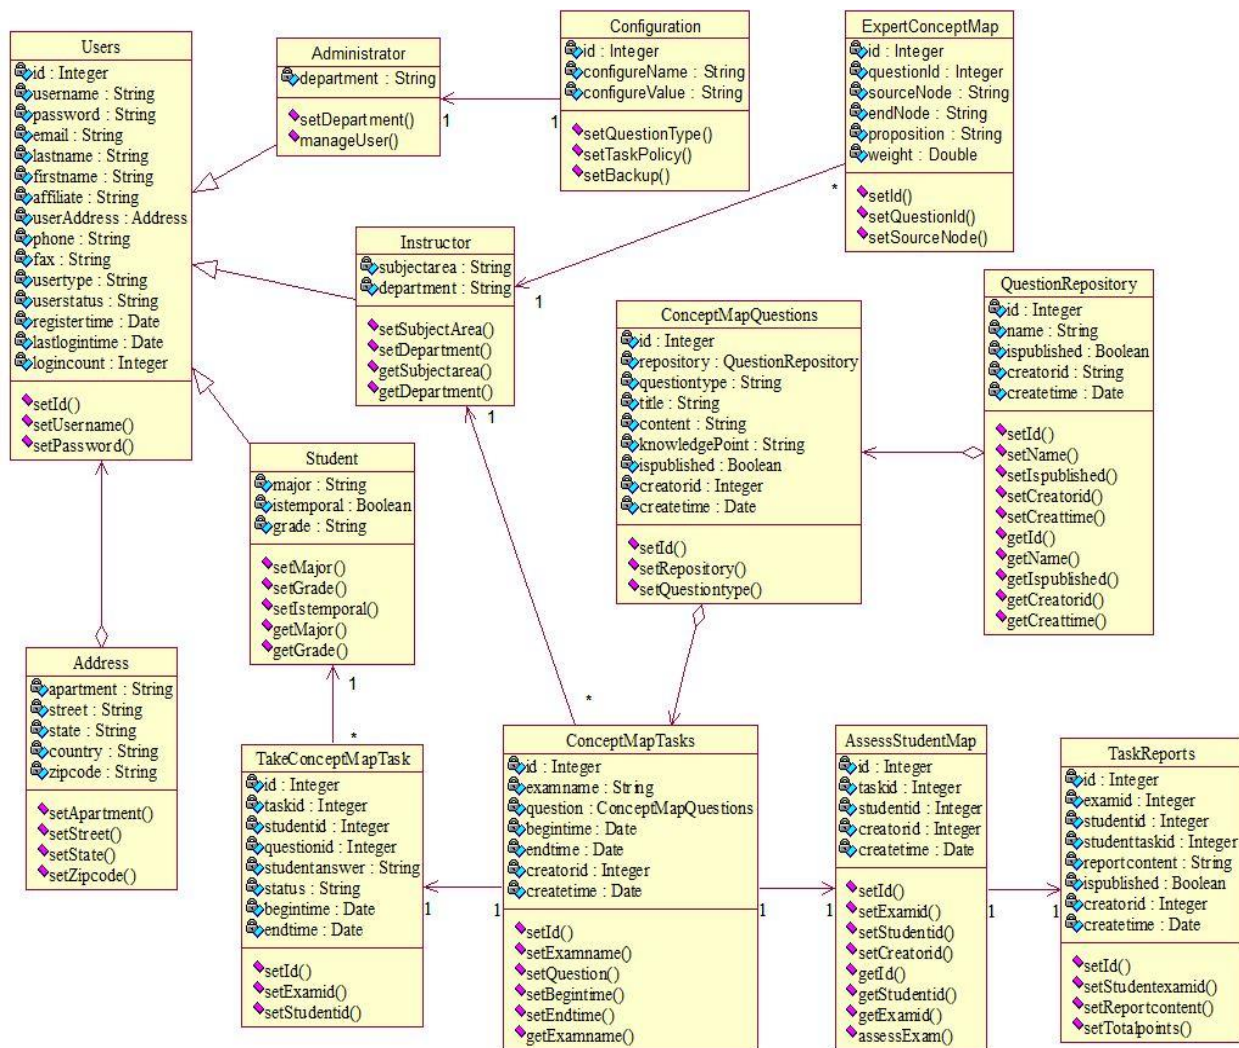 Users
id : Integer
username : String
password : String
email : String
lastname : String
firstname : String
affiliate : String
userAddress : Address
phone : String
fax : String
usertype : String
userstatus : String
registertime : Date
lastlogintime : Date
logincount : Integer
setId()
setUsername()
setPassword()
Administrator
department : String
setDepartment()
manageUser()
1
1
Configuration
id : Integer
configureName : String
configureValue : String
setQuestionType()
setTaskPolicy()
setBackup()
ExpertConceptMap
id : Integer
questionId : Integer
sourceNode : String
endNode : String
proposition : String
weight : Double
setId()
setQuestionId()
setSourceNode()
*
1
Instructor
subjectarea : String
department : String
setSubjectArea()
setDepartment()
getSubjectarea()
getDepartment()
1
*
ConceptMapQuestions
id : Integer
repository : QuestionRepository
questiontype : String
title : String
content : String
knowledgePoint : String
ispublished : Boolean
creatorid : Integer
createtime : Date
setId()
setRepository()
setQuestiontype()
QuestionRepository
id : Integer
name : String
ispublished : Boolean
creatorid : String
createtime : Date
setId()
setName()
setIspublished()
setCreatorid()
setCreattime()
getId()
getName()
getIspublished()
getCreatorid()
getCreattime()
Student
major : String
istemporal : Boolean
grade : String
setMajor()
setGrade()
setIstemporal()
getMajor()
getGrade()
1
*
Address
apartment : String
street : String
state : String
country : String
zipcode : String
setApartment()
setStreet()
setState()
setZipcode()
TakeConceptMapTask
id : Integer
taskid : Integer
studentid : Integer
questionid : Integer
studentanswer : String
status : String
begintime : Date
endtime : Date
setId()
setExamid()
setStudentid()
1
1
ConceptMapTasks
id : Integer
examname : String
question : ConceptMapQuestions
begintime : Date
endtime : Date
creatorid : Integer
createtime : Date
setId()
setExamname()
setQuestion()
setBegintime()
setEndtime()
getExamname()
1
1
AssessStudentMap
id : Integer
taskid : Integer
studentid : Integer
creatorid : Integer
createtime : Date
setId()
setExamid()
setStudentid()
setCreatorid()
getId()
getStudentid()
getExamid()
assessExam()
1
1
TaskReports
id : Integer
examid : Integer
studentid : Integer
studenttaskid : Integer
reportcontent : String
ispublished : Boolean
creatorid : Integer
createtime : Date
setId()
setStudentexamid()
setReportcontent()
setTotalpoints()